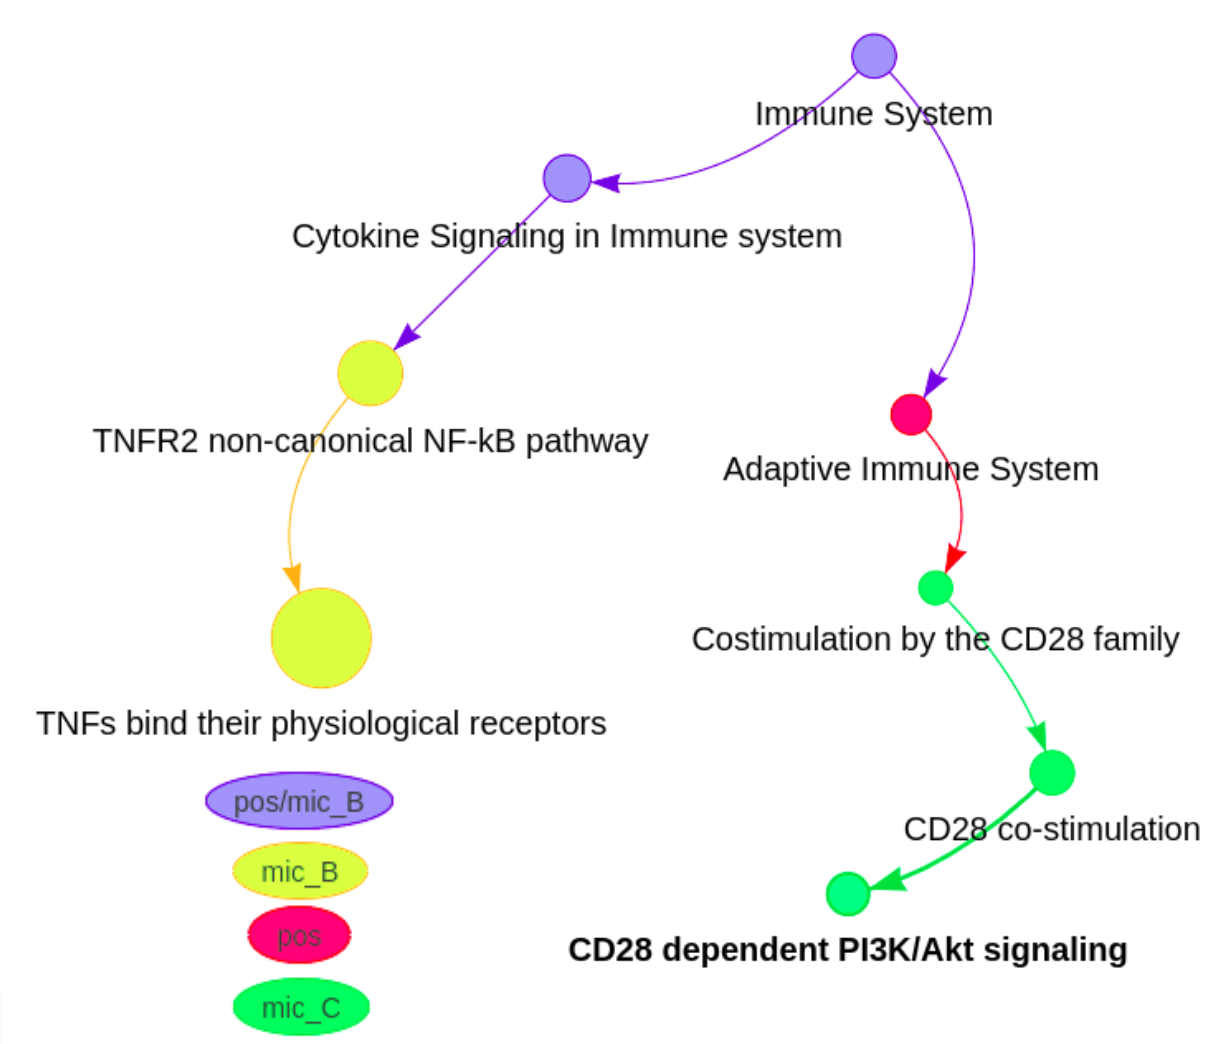 Immune System
Cytokine Signaling in Immune system
TNFR2 non-canonical NF-kB pathway
Adaptive Immune System
Costimulation by the CD28 family
TNFs bind their physiological receptors
pos/mic_B
CD28 co-stimulation
mic_B
pos
CD28 dependent PI3K/Akt signaling
mic_C